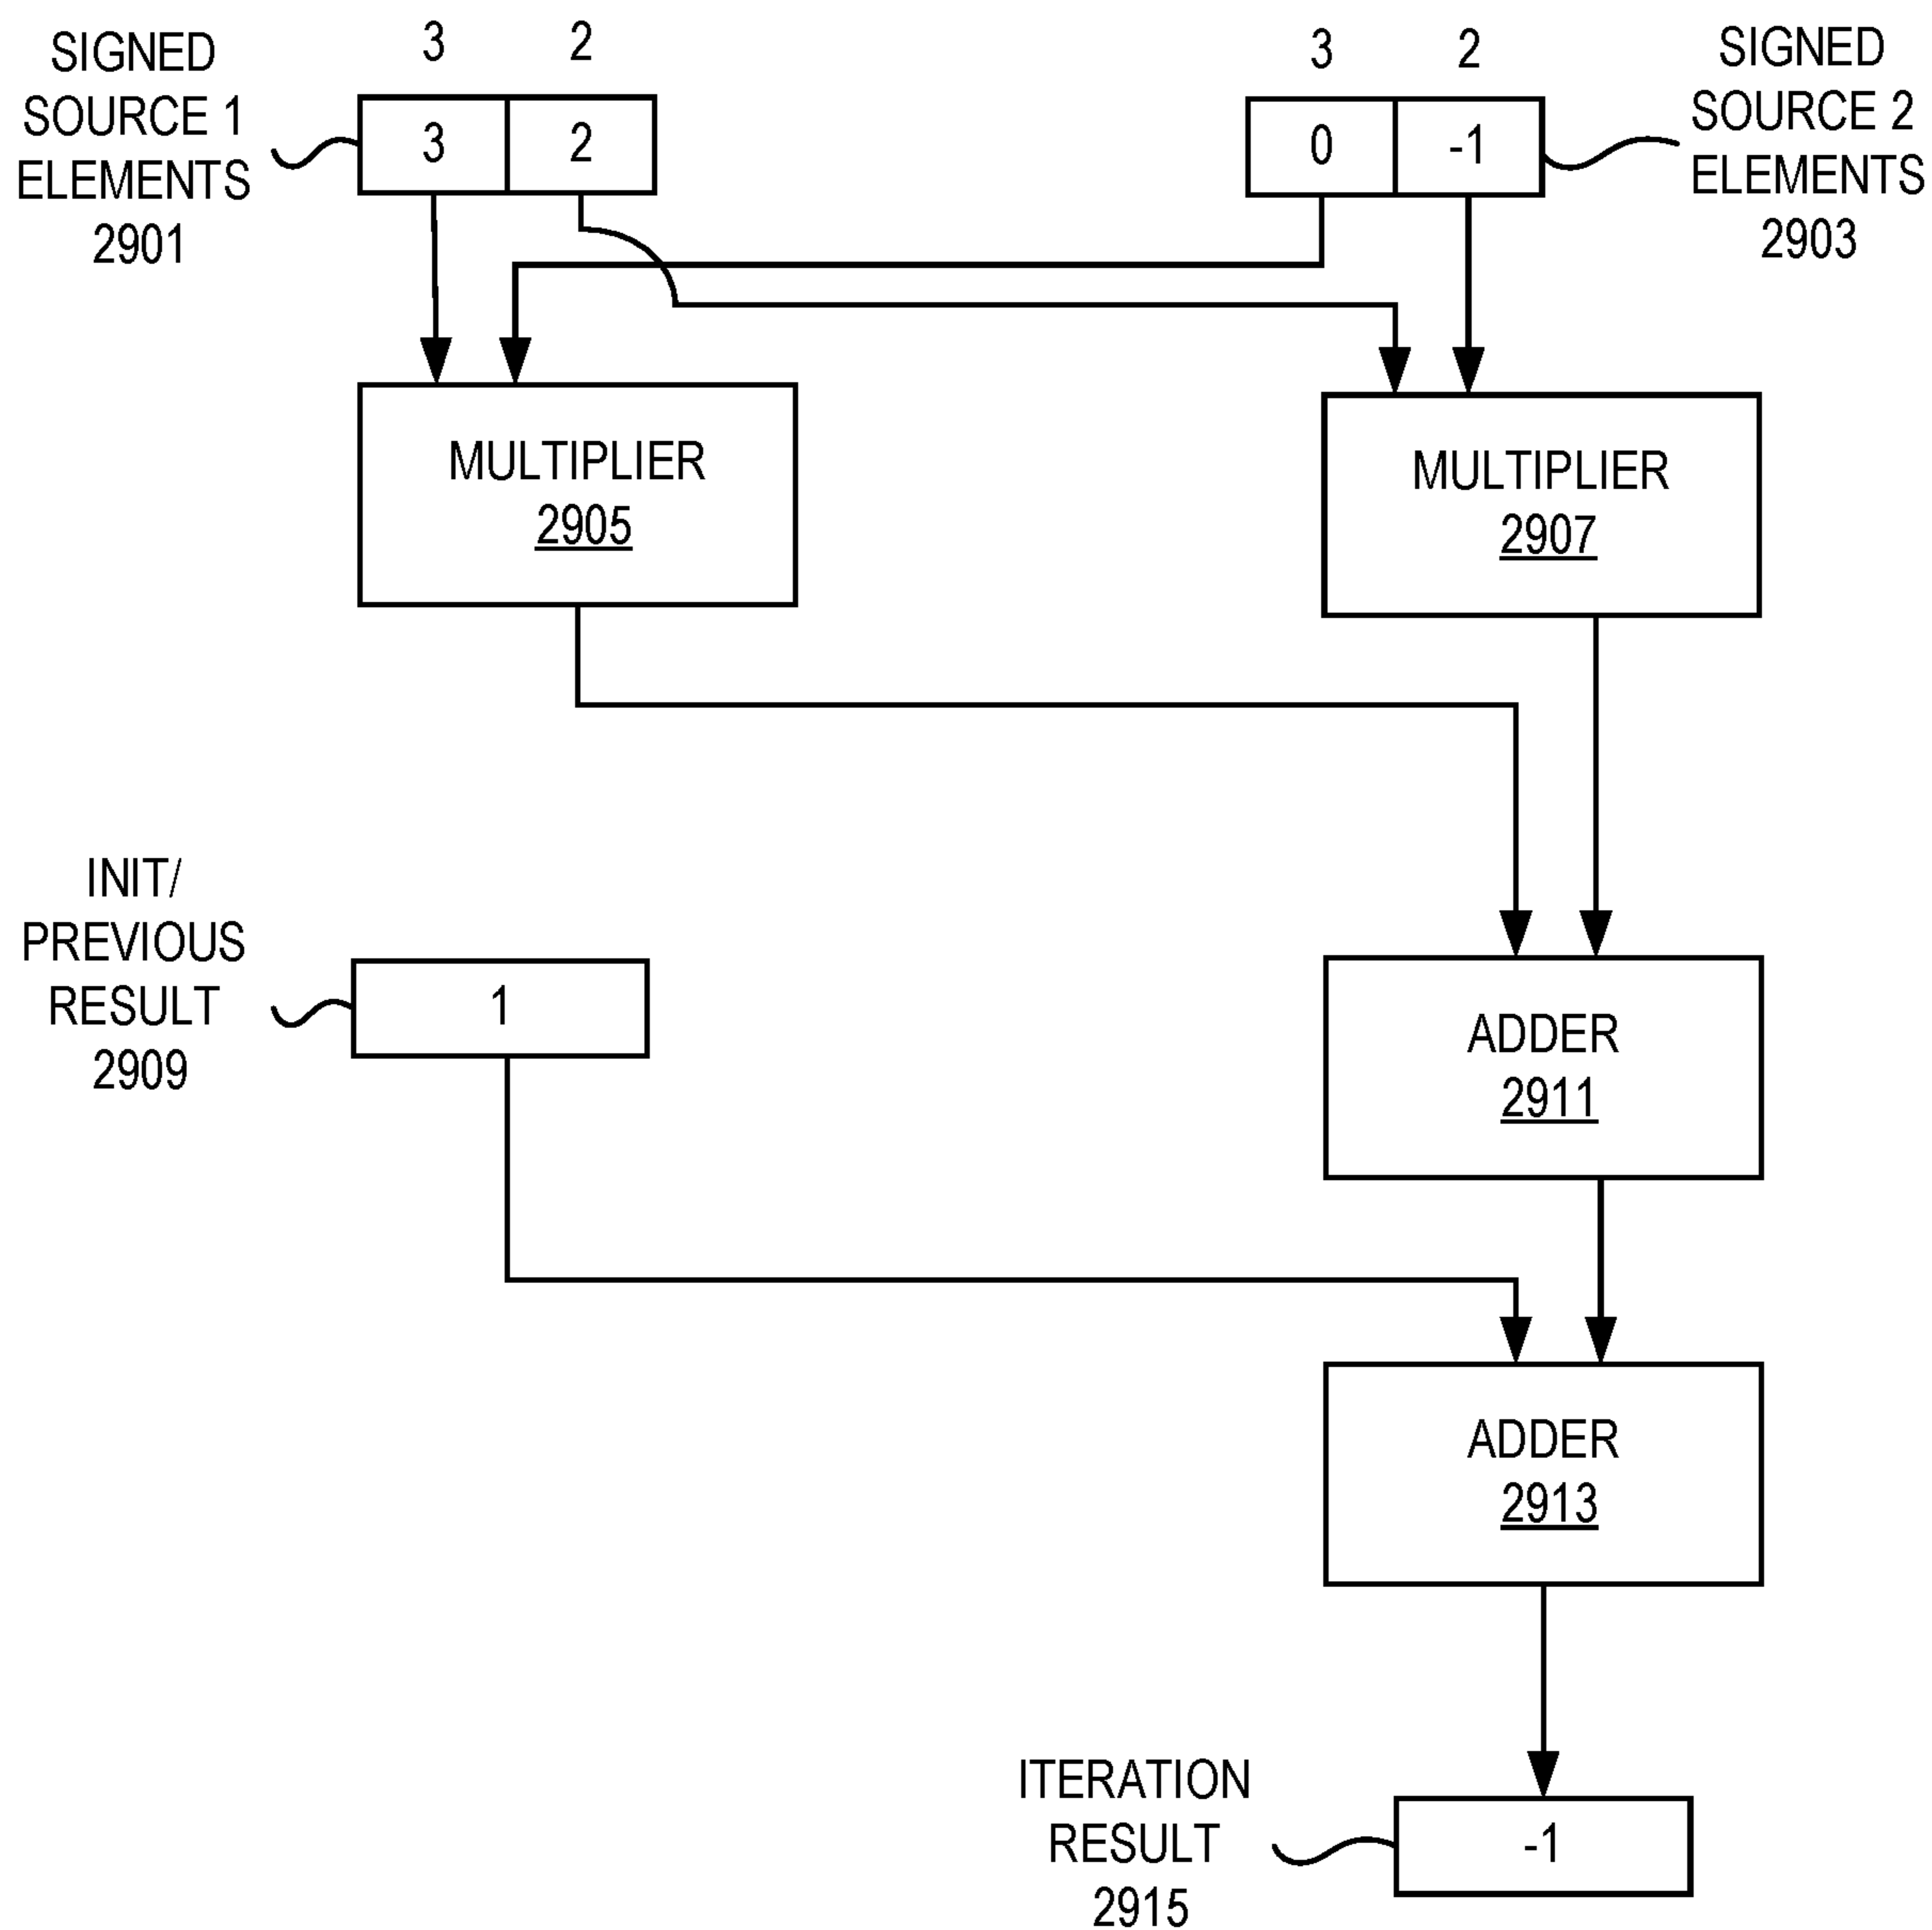 SIGNED
SOURCE 1
ELEMENTS
2901
3 2
3 2
3 2
0 -1
SIGNED
SOURCE 2
ELEMENTS
2903
MULTIPLIER
2905
MULTIPLIER
2907
INIT/
PREVIOUS
RESULT
2909
1
ADDER
2911
ADDER
2913
ITERATION
RESULT
2915
-1